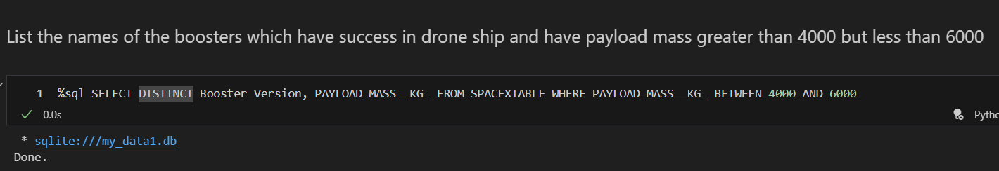 List the names of the boosters which have success in drone ship and have payload mass greater than 4000 but less than 6000
1 %sql SELECT DISTINCT Booster_Version, PAYLOAD_MASS__KG_ FROM SPACEXTABLE WHERE PAYLOAD_MASS__KG_ BETWEEN 4000 AND 6000
0.0s
Pytho
* sqlite:///my_data1.db
Done.